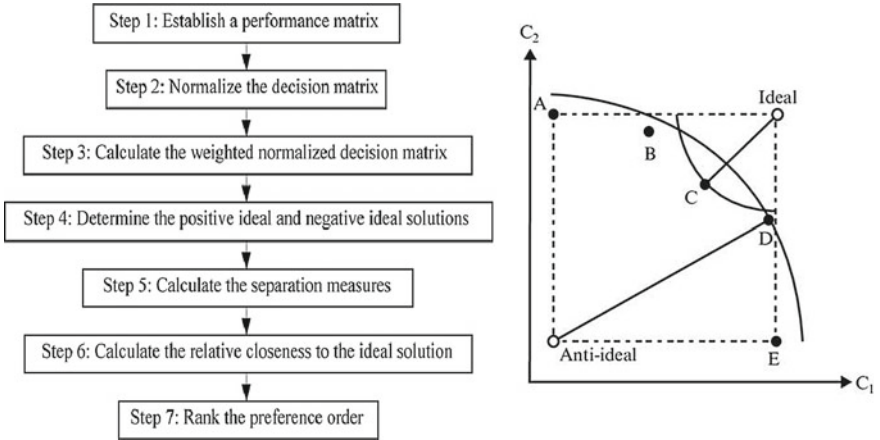 Step 1: Establish a performance matrix
Step 2: Normalize the decision matrix
Step 3: Calculate the weighted normalized decision matrix
Step 4: Determine the positive ideal and negative ideal solutions
Step 5: Calculate the separation measures
Step 6: Calculate the relative closeness to the ideal solution
Step 7: Rank the preference order
C₂
Ideal
A
B
C
D
Anti-ideal
E
C₁